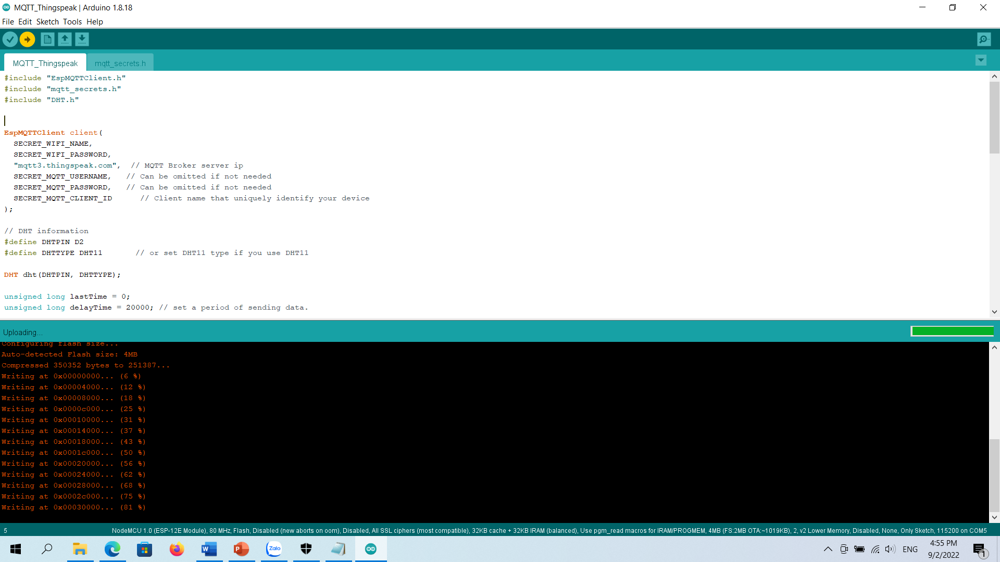 MQTT_Thingspeak | Arduino 1.8.18
File Edit Sketch Tools Help
MQTT_Thingspeak mqtt_secrets.h
#include "EspMQTTClient.h"
#include "mqtt_secrets.h"
#include "DHT.h"
EspMQTTClient client(
SECRET_WIFI_NAME,
SECRET_WIFI_PASSWORD,
"mqtt3.thingspeak.com", // MQTT Broker server ip
SECRET_MQTT_USERNAME, // Can be omitted if not needed
SECRET_MQTT_PASSWORD, // Can be omitted if not needed
SECRET_MQTT_CLIENT_ID // Client name that uniquely identify your device
);
// DHT information
#define DHTPIN D2
#define DHTTYPE DHT11 // or set DHT11 type if you use DHT11
DHT dht(DHTPIN, DHTTYPE);
unsigned long lastTime = 0;
unsigned long delayTime = 20000; // set a period of sending data.
Uploading...
Configuring flash size...
Auto-detected Flash size: 4MB
Compressed 350352 bytes to 251387...
Writing at 0x00000000... (6 %)
Writing at 0x00004000... (12 %)
Writing at 0x00008000... (18 %)
Writing at 0x0000c000... (25 %)
Writing at 0x00010000... (31 %)
Writing at 0x00014000... (37 %)
Writing at 0x00018000... (43 %)
Writing at 0x0001c000... (50 %)
Writing at 0x00020000... (56 %)
Writing at 0x00024000... (62 %)
Writing at 0x00028000... (68 %)
Writing at 0x0002c000... (75 %)
Writing at 0x00030000... (81 %)
5 NodeMCU 1.0 (ESP-12E Module), 80 MHz, Flash, Disabled (new aborts on oom), Disabled, All SSL ciphers (most compatible), 32KB cache + 32KB IRAM (balanced), Use pgm_read macros for IRAM/PROGMEM, 4MB (FS:2MB OTA:~1019KB), 2, v2 Lower Memory, Disabled, None, Only Sketch, 115200 on COM5
W P Zalo ENG 4:55 PM
9/2/2022 1